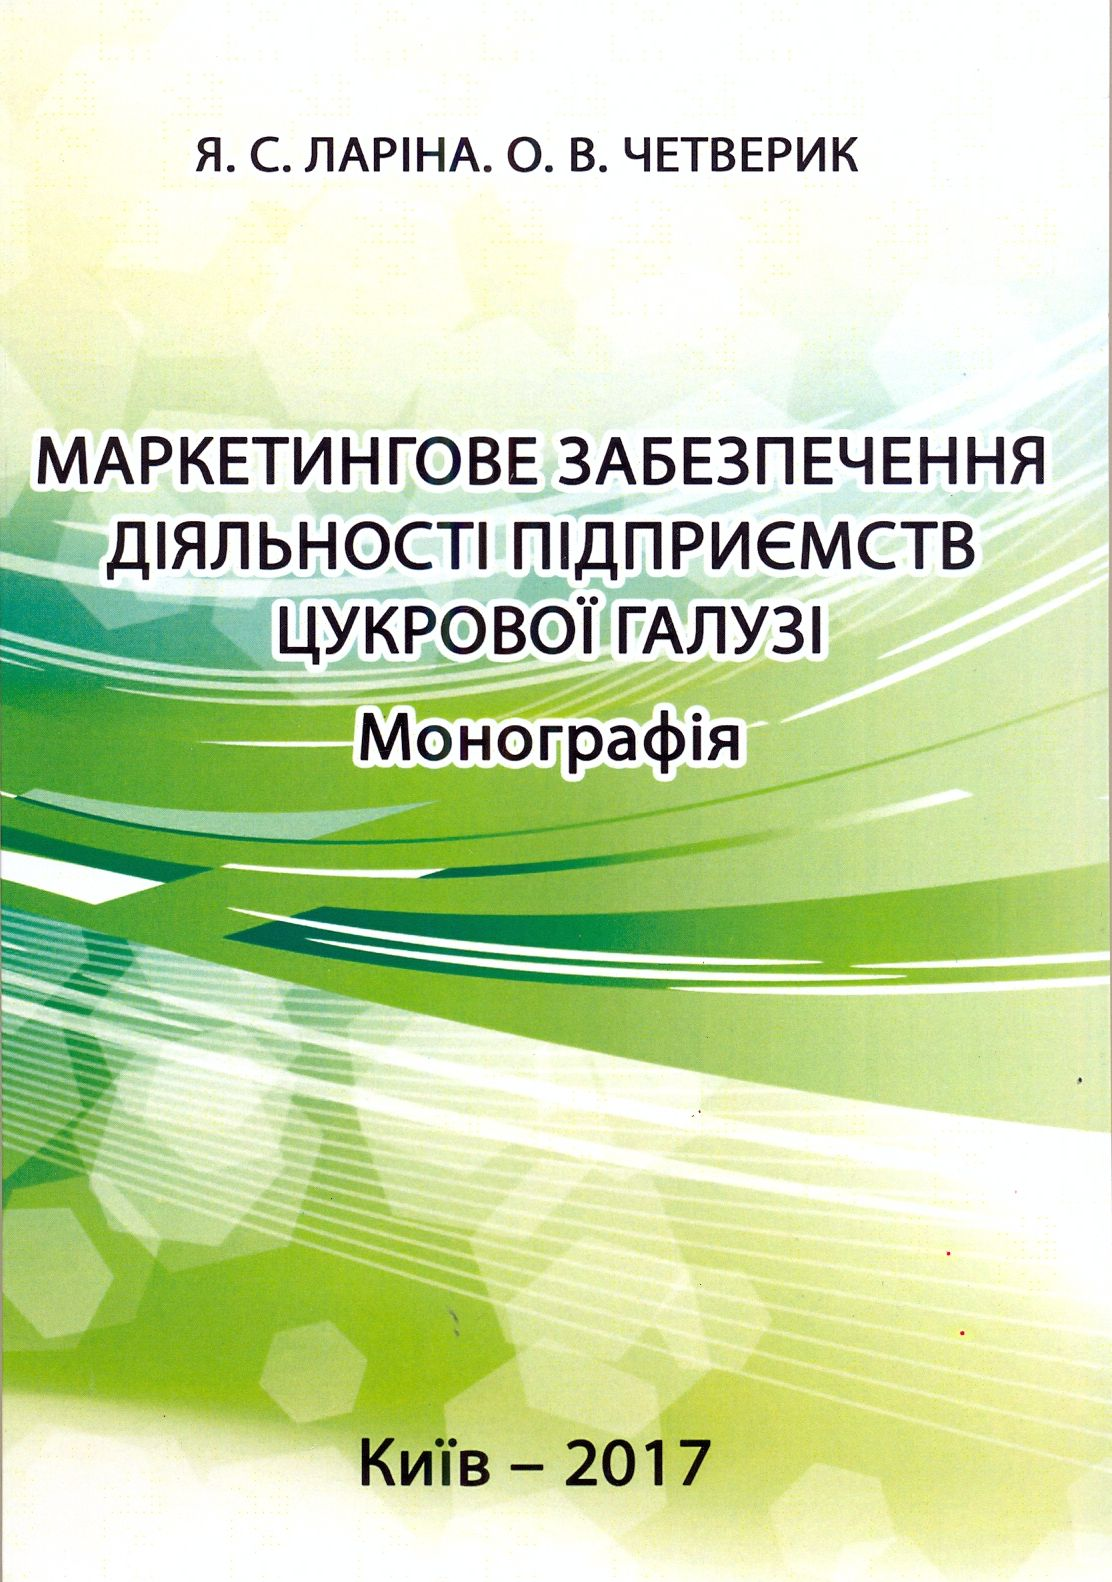 Я. С. ЛАРІНА. О. В. ЧЕТВЕРИК
МАРКЕТИНГОВЕ ЗАБЕЗПЕЧЕННЯ
ДІЯЛЬНОСТІ ПІДПРИЄМСТВ
ЦУКРОВОЇ ГАЛУЗІ
Монографія
Київ – 2017